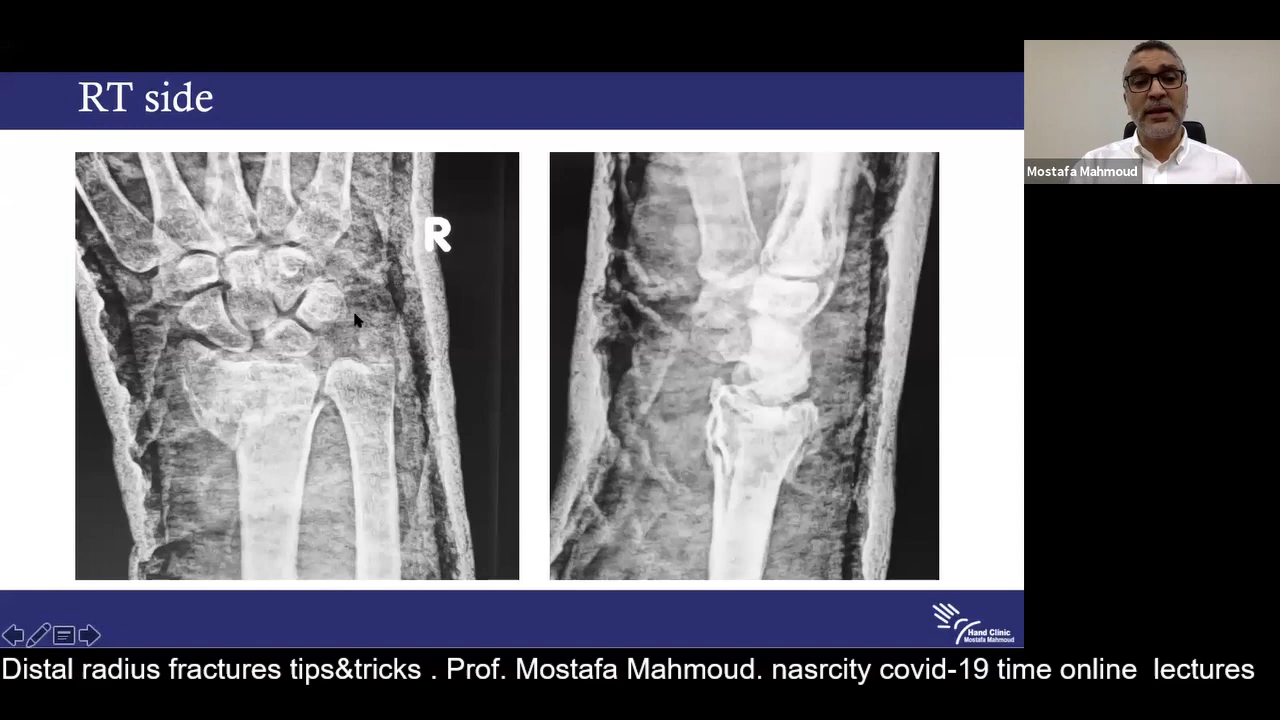 RT side
Mostafa Mahmoud
R
Hand Clinic
Mostafa Mahmoud
Distal radius fractures tips&tricks . Prof. Mostafa Mahmoud. nasrcity covid-19 time online lectures